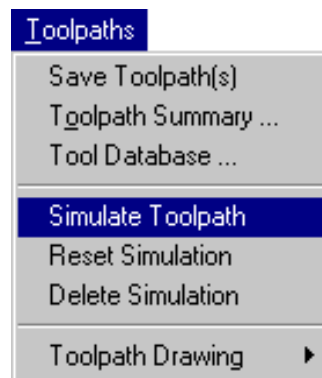 Toolpaths
Save Toolpath(s)
Toolpath Summary ...
Tool Database ...
Simulate Toolpath
Reset Simulation
Delete Simulation
Toolpath Drawing